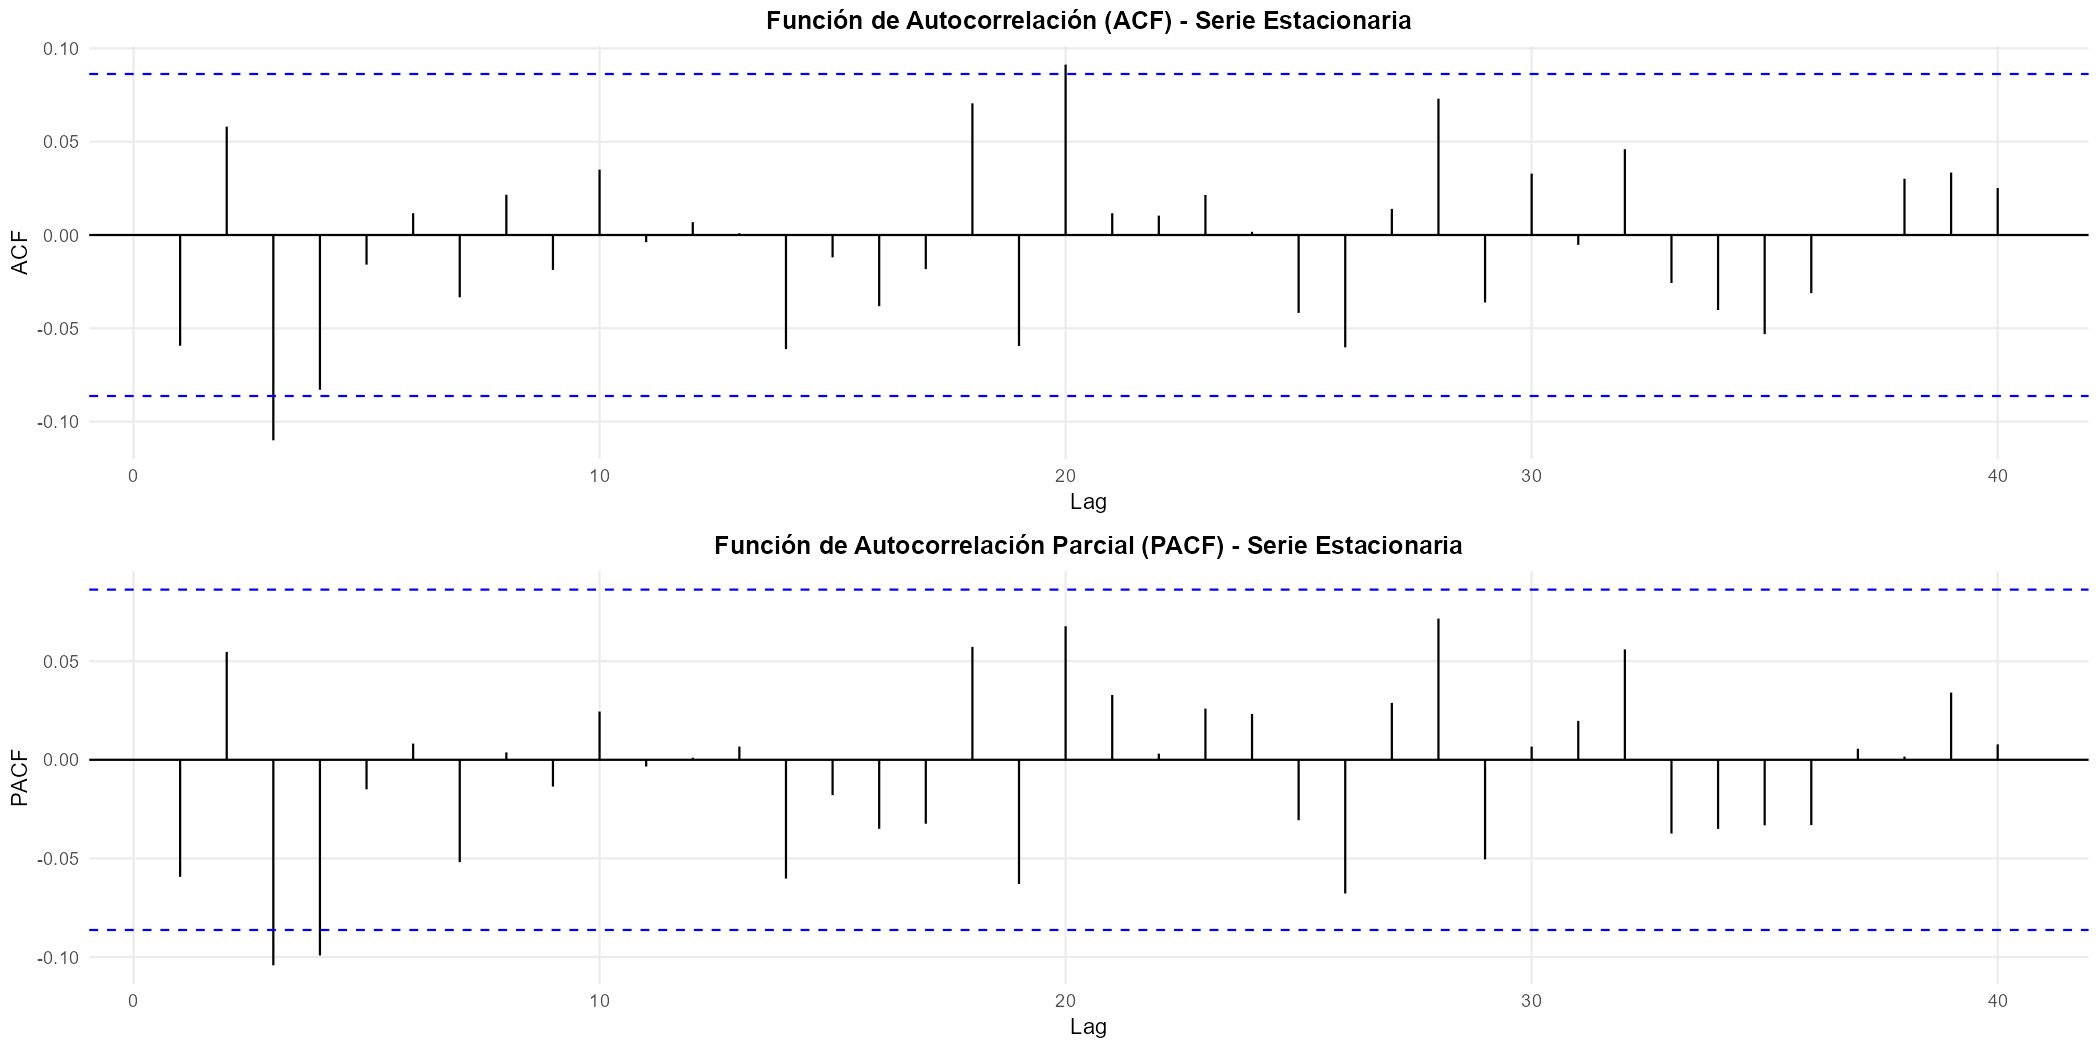 Función de Autocorrelación (ACF) - Serie Estacionaria
0.10
0.05
0.00
-0.05
-0.10
ACF
0 10 20 30 40
Lag
Función de Autocorrelación Parcial (PACF) - Serie Estacionaria
0.05
0.00
-0.05
-0.10
PACF
0 10 20 30 40
Lag